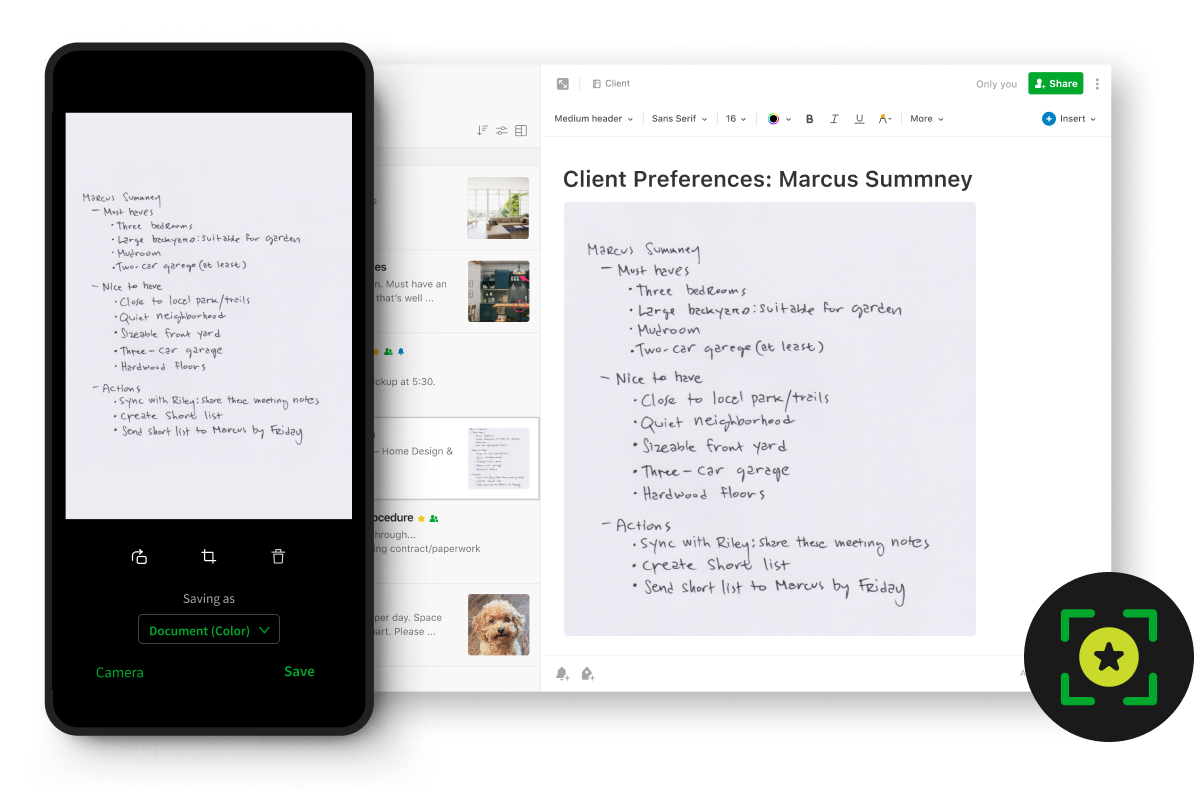 Marcus Summney
– Must haves
• Three bedrooms
• Large backyard: suitable for garden
• Mudroom
• Two-car garege (at least)
– Nice to have
• Close to local park/trails
• Quiet neighborhood
• Sizeable front yard
• Three-car garage
• Hardwood floors
– Actions
• Sync with Riley: share these meeting notes
• Create short list
• Send short list to Marcus by Friday
Saving as
Document (Color)
Camera
Save
es
n. Must have an
that's well ...
ckup at 5:30.
– Home Design &
ocedure
hrough...
ing contract/paperwork
per day. Space
art. Please ...
Client
Only you
Share
Medium header
Sans Serif
16
B
I
U
A
More
Insert
Client Preferences: Marcus Summney
Marcus Summney
– Must haves
• Three bedrooms
• Large backyard: suitable for garden
• Mudroom
• Two-car garege (at least)
– Nice to have
• Close to local park/trails
• Quiet neighborhood
• Sizeable front yard
• Three-car garage
• Hardwood floors
– Actions
• Sync with Riley: share these meeting notes
• Create short list
• Send short list to Marcus by Friday